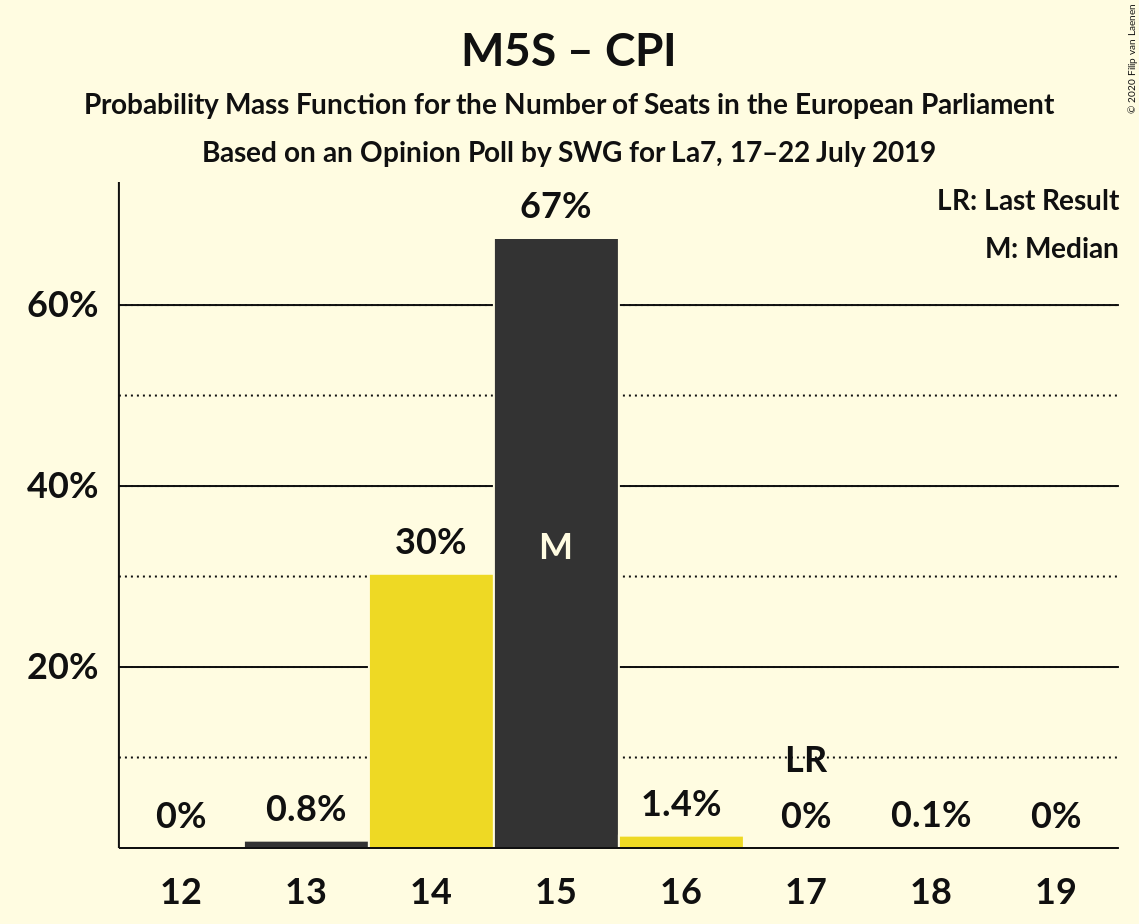 M5S – CPI
Probability Mass Function for the Number of Seats in the European Parliament
Based on an Opinion Poll by SWG for La7, 17–22 July 2019
© 2020 Filip van Laenen
LR: Last Result
M: Median
67%
60%
40%
30%
M
20%
LR
0%
0.8%
1.4%
0%
0.1%
0%
12 13 14 15 16 17 18 19